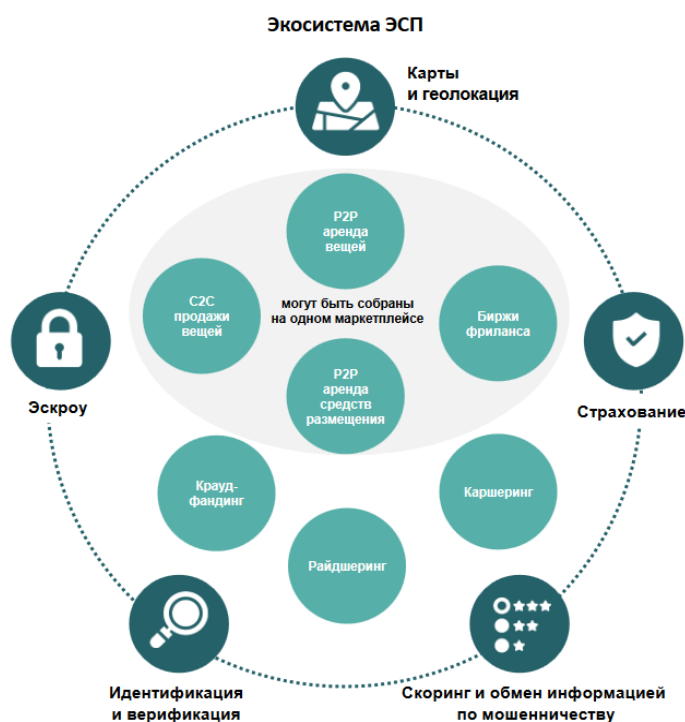 Экосистема ЭСП
Карты
и геолокация
P2P
аренда
вещей
C2C
продажи
вещей
могут быть собраны
на одном маркетплейсе
Биржи
фриланса
P2P
аренда
средств
размещения
Эскроу
Страхование
Крауд-
фандинг
Каршеринг
Райдшеринг
Идентификация
и верификация
Скоринг и обмен информацией
по мошенничеству